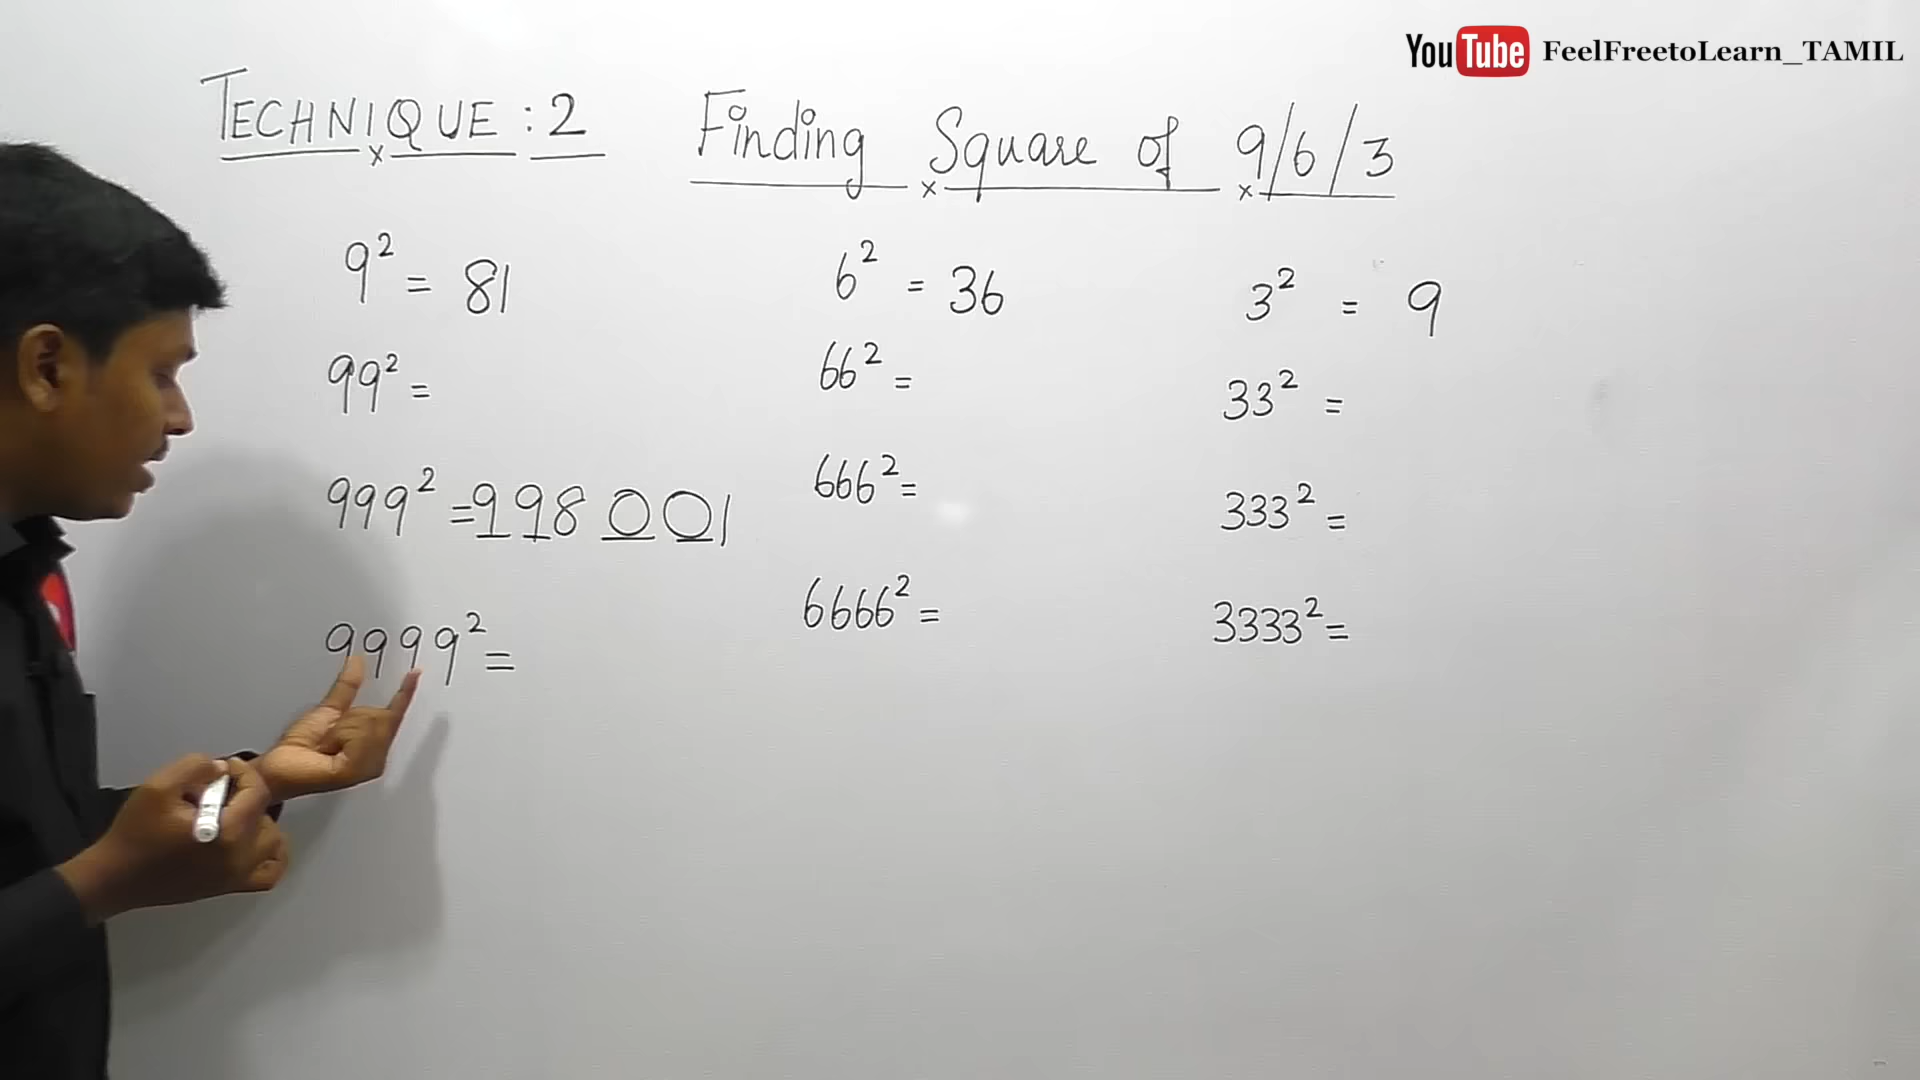 YouTube FeelFreetoLearn_TAMIL
TECHNIQUE : 2 Finding Square of 9/6/3
9² = 81 6² = 36 3² = 9
99² = 66² = 33² =
999² = 998001 666² = 333² =
9999² = 6666² = 3333² =